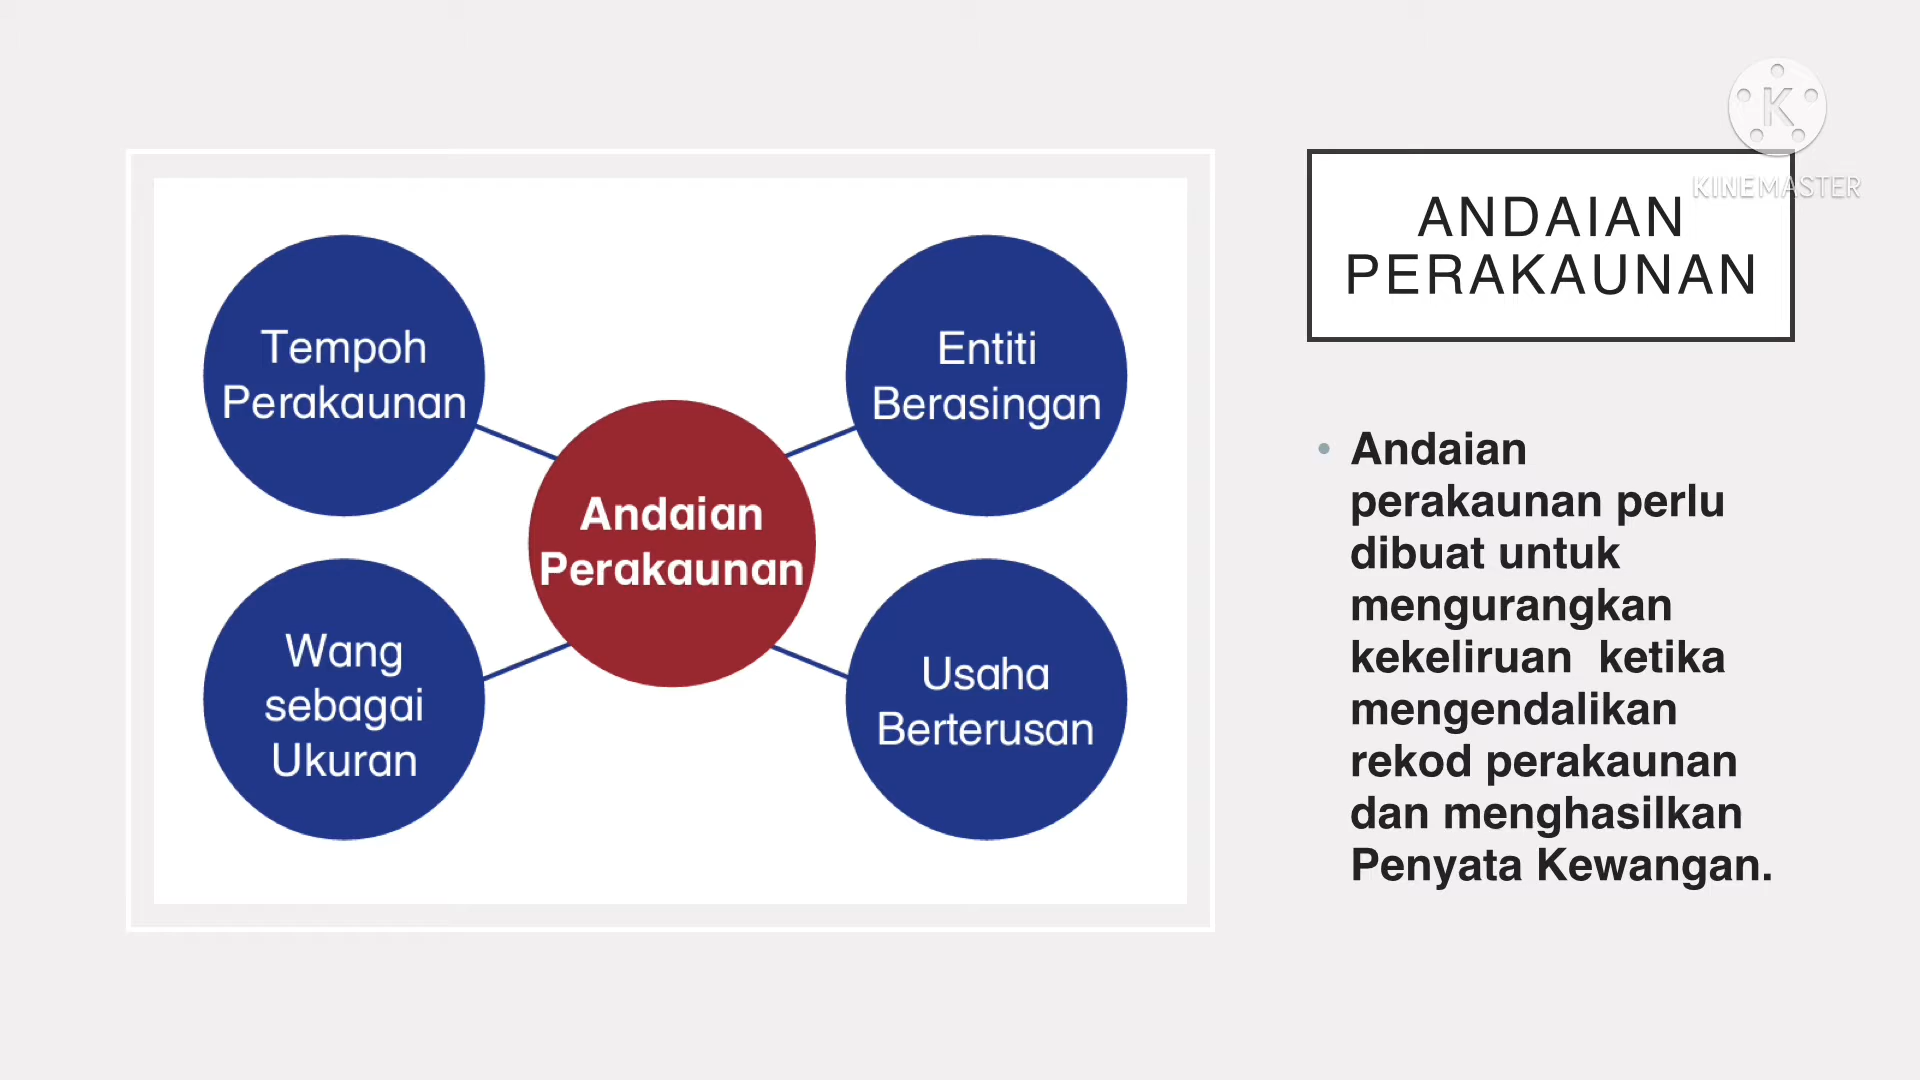 Tempoh
Perakaunan
Entiti
Berasingan
Andaian
Perakaunan
Wang
sebagai
Ukuran
Usaha
Berterusan
K
KINEMASTER
ANDAIAN
PERAKAUNAN
• Andaian
perakaunan perlu
dibuat untuk
mengurangkan
kekeliruan  ketika
mengendalikan
rekod perakaunan
dan menghasilkan
Penyata Kewangan.